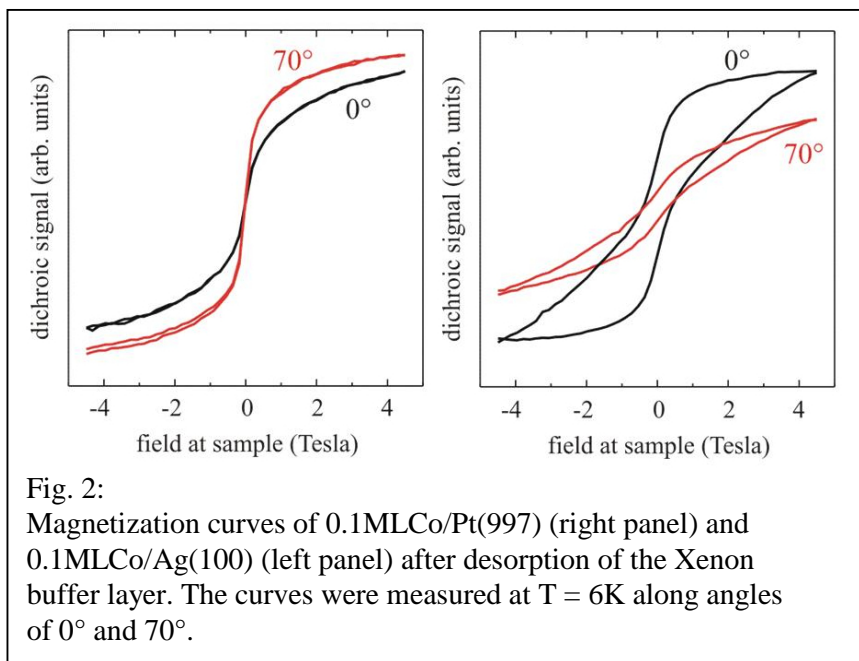 dichroic signal (arb. units)
70°
0°
-4 -2 0 2 4
field at sample (Tesla)
dichroic signal (arb. units)
0°
70°
-4 -2 0 2 4
field at sample (Tesla)
Fig. 2:
Magnetization curves of 0.1MLCo/Pt(997) (right panel) and
0.1MLCo/Ag(100) (left panel) after desorption of the Xenon
buffer layer. The curves were measured at T = 6K along angles
of 0° and 70°.